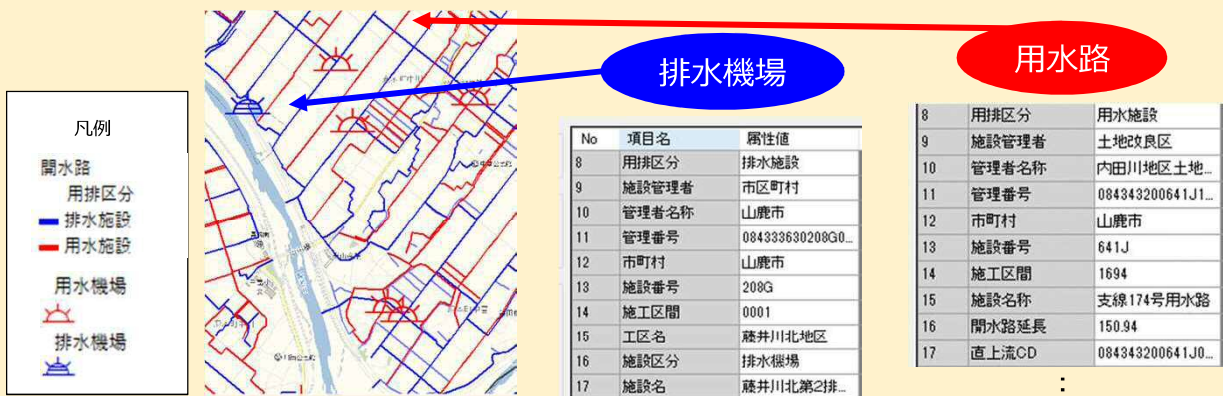 用水路
排水機場
凡例
開水路
用排区分
排水施設
用水施設
用水機場
排水機場
No 項目名 属性値
8 用排区分 排水施設
9 施設管理者 市区町村
10 管理者名称 山鹿市
11 管理番号 084333630208G0...
12 市町村 山鹿市
13 施設番号 208G
14 施工区間 0001
15 工区名 藤井川北地区
16 施設区分 排水機場
17 施設名 藤井川北第2排...
8 用排区分 用水施設
9 施設管理者 土地改良区
10 管理者名称 内田川地区土地...
11 管理番号 084343200641J1...
12 市町村 山鹿市
13 施設番号 641J
14 施工区間 1694
15 施設名称 支線174号用水路
16 開水路延長 150.94
17 直上流CD 084343200641J0...
: